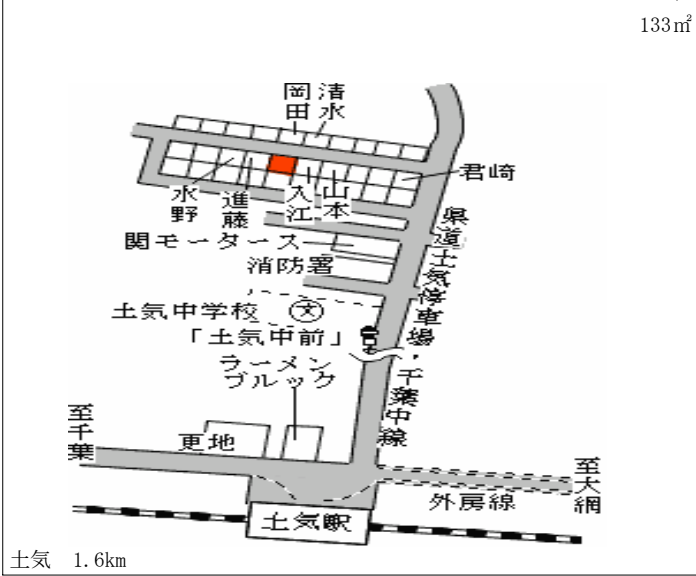 133㎡
岡田
清水
君崎
水野
進藤
入江
山本
関モータース
消防署
県道土気停車場・千葉中線
土気中学校
文
「土気中前」
ラーメン
ブルック
至千葉
更地
至大網
外房線
土気駅
土気 1.6km